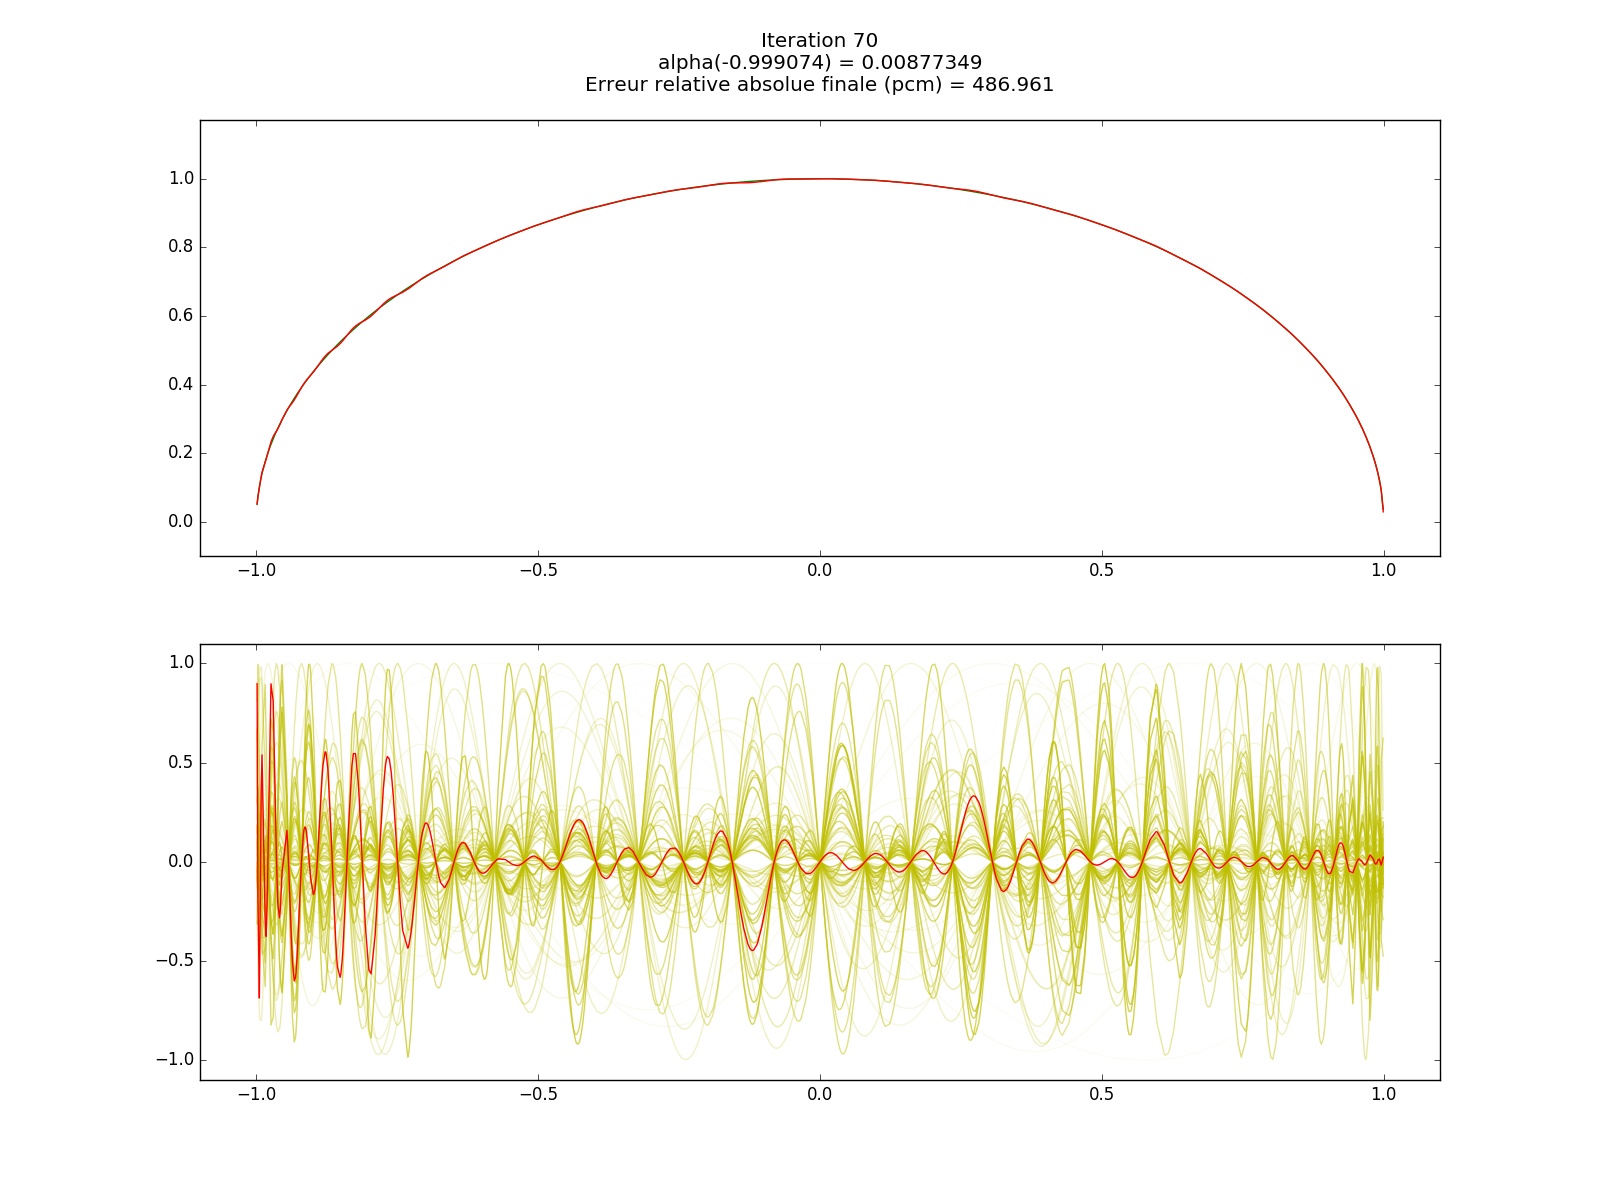 Iteration 70
alpha(-0.999074) = 0.00877349
Erreur relative absolue finale (pcm) = 486.961
1.0
0.8
0.6
0.4
0.2
0.0
−1.0 −0.5 0.0 0.5 1.0
1.0
0.5
0.0
−0.5
−1.0
−1.0 −0.5 0.0 0.5 1.0